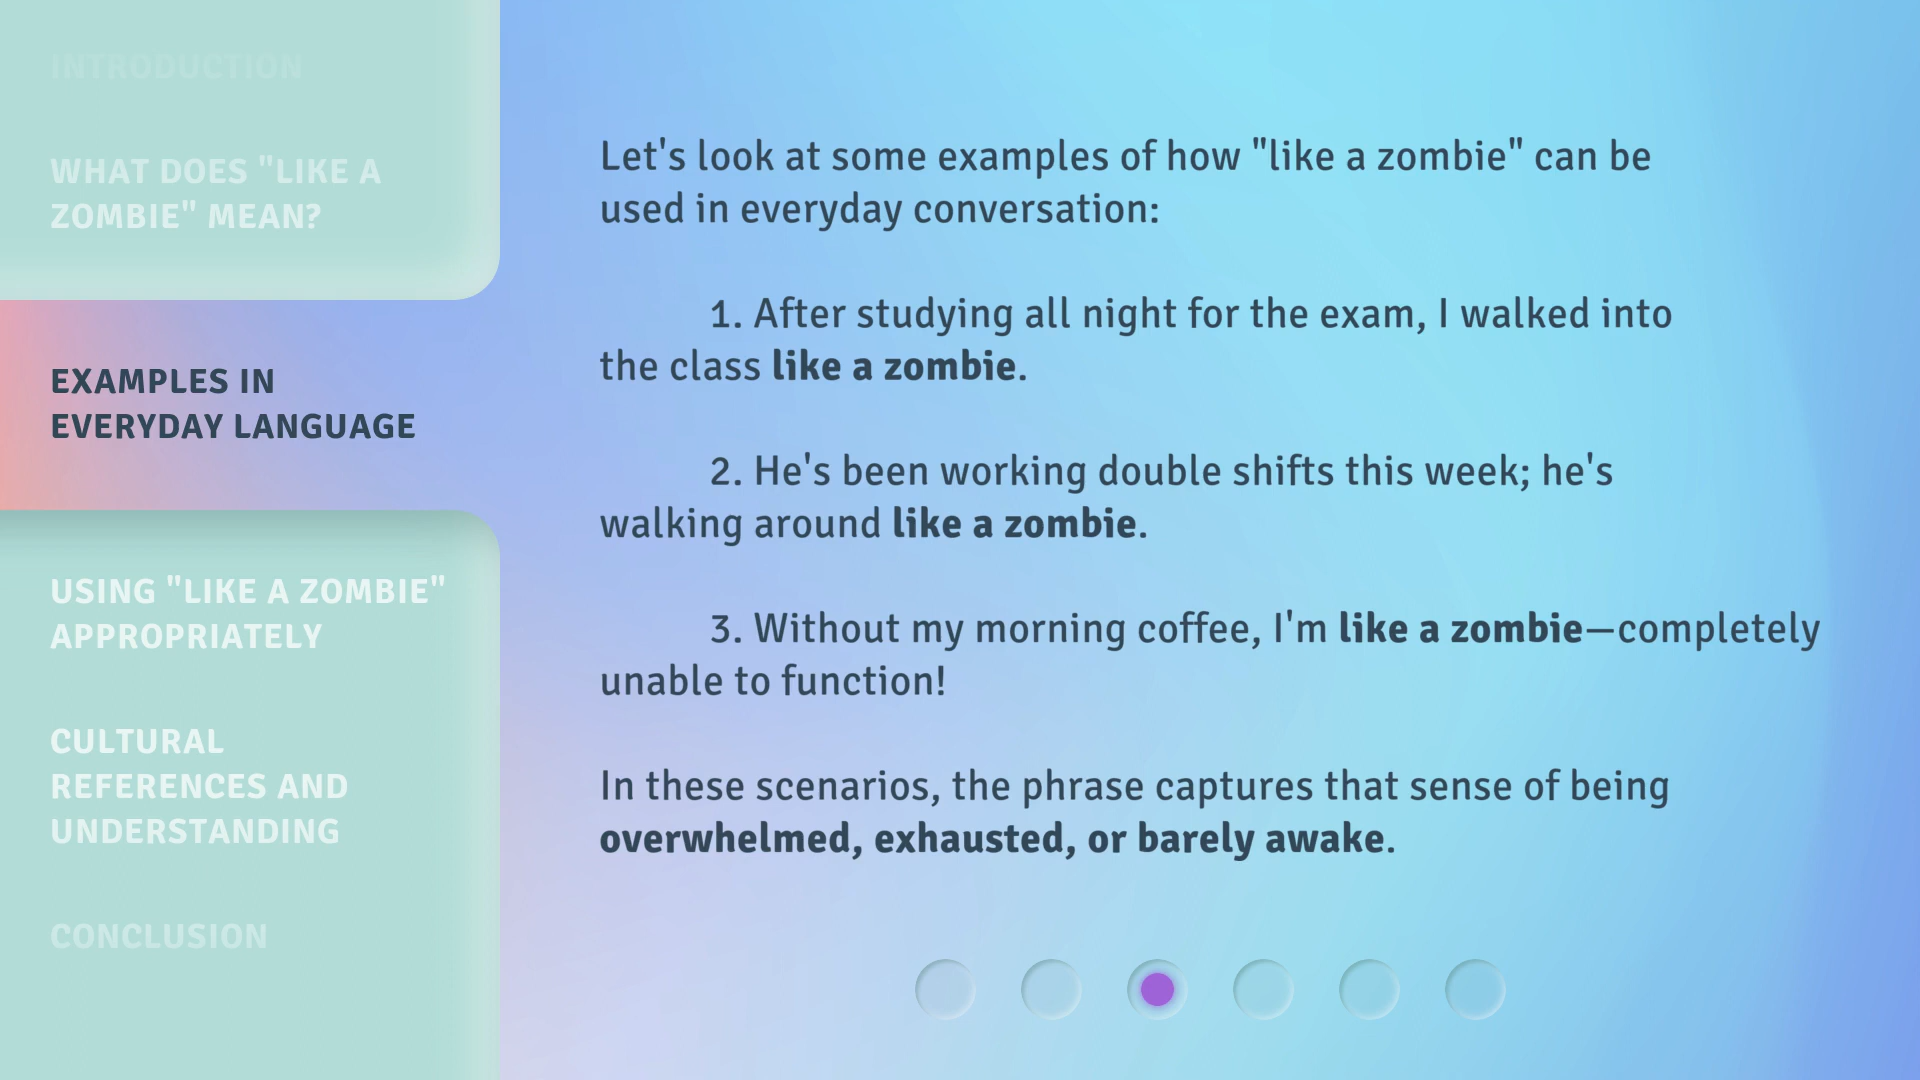 INTRODUCTION
WHAT DOES "LIKE A
ZOMBIE" MEAN?
EXAMPLES IN
EVERYDAY LANGUAGE
USING "LIKE A ZOMBIE"
APPROPRIATELY
CULTURAL
REFERENCES AND
UNDERSTANDING
CONCLUSION
Let's look at some examples of how "like a zombie" can be
used in everyday conversation:
1. After studying all night for the exam, I walked into
the class like a zombie.
2. He's been working double shifts this week; he's
walking around like a zombie.
3. Without my morning coffee, I'm like a zombie—completely
unable to function!
In these scenarios, the phrase captures that sense of being
overwhelmed, exhausted, or barely awake.